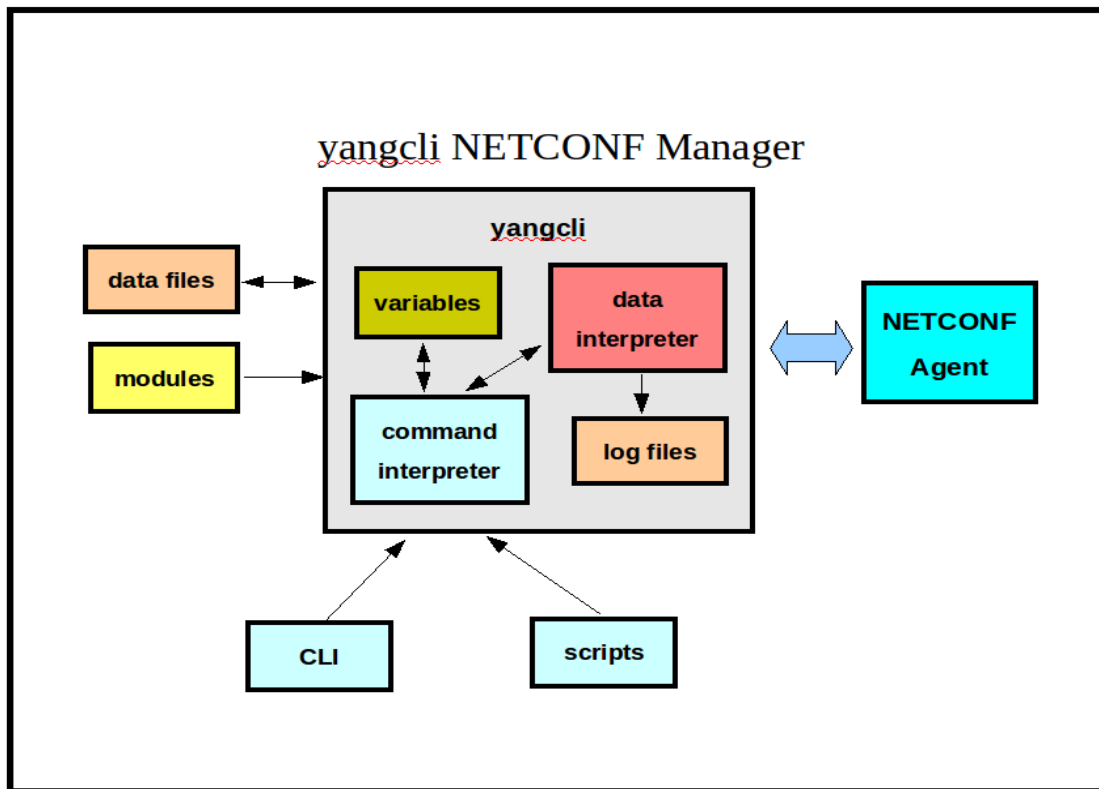 yangcli NETCONF Manager
yangcli
data files
variables
data
interpreter
NETCONF
Agent
modules
command
interpreter
log files
CLI
scripts